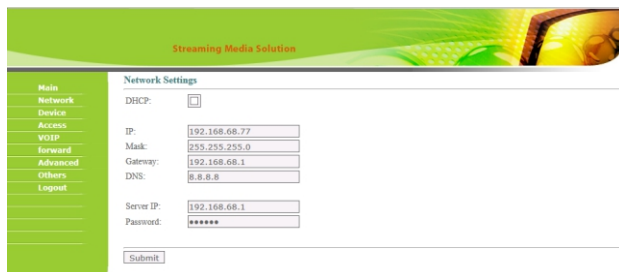 Streaming Media Solution
Main
Network
Device
Access
VOIP
forward
Advanced
Others
Logout
Network Settings
DHCP:
IP: 192.168.68.77
Mask: 255.255.255.0
Gateway: 192.168.68.1
DNS: 8.8.8.8
Server IP: 192.168.68.1
Password: ●●●●●●
Submit